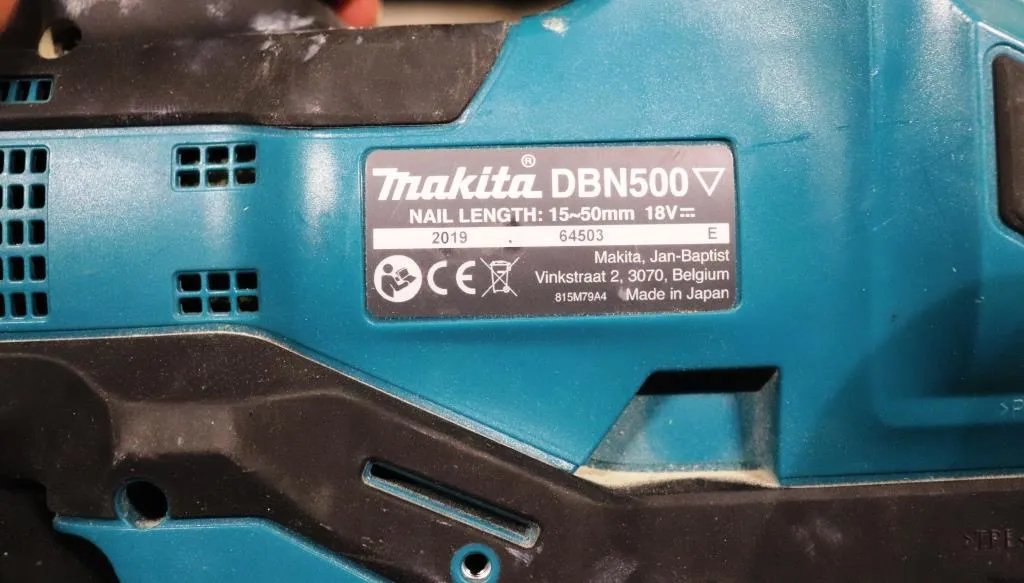 Makita® DBN500
NAIL LENGTH: 15~50mm 18V⎓
2019 . 64503 E
Makita, Jan-Baptist
Vinkstraat 2, 3070, Belgium
815M79A4 Made in Japan
CE
>P
>TPE<